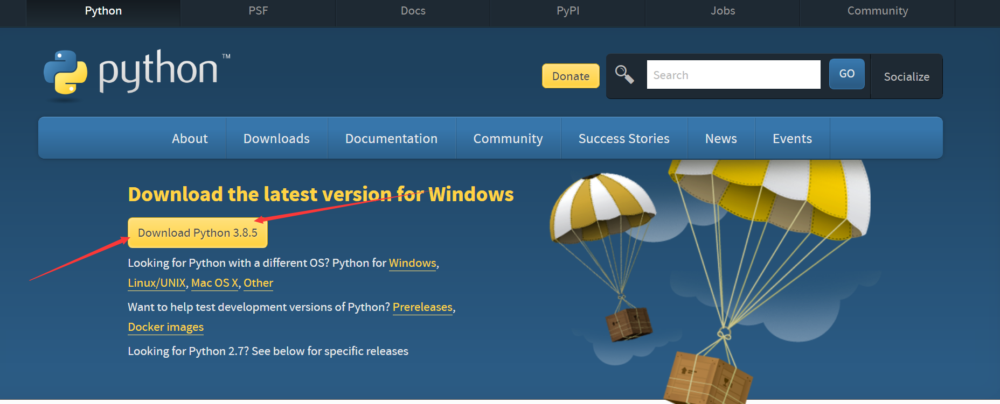 Python PSF Docs PyPI Jobs Community
python™
Donate Search GO Socialize
About Downloads Documentation Community Success Stories News Events
Download the latest version for Windows
Download Python 3.8.5
Looking for Python with a different OS? Python for Windows,
Linux/UNIX, Mac OS X, Other
Want to help test development versions of Python? Prereleases,
Docker images
Looking for Python 2.7? See below for specific releases